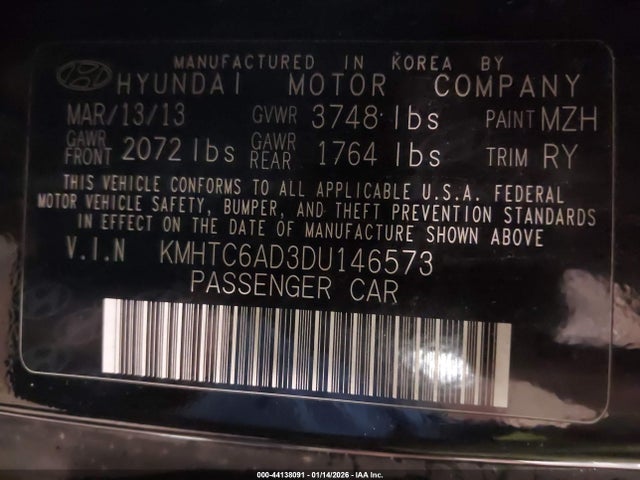 MANUFACTURED IN KOREA BY
HYUNDAI MOTOR COMPANY
MAR/13/13 GVWR 3748 lbs PAINT MZH
GAWR FRONT 2072 lbs GAWR REAR 1764 lbs TRIM RY
THIS VEHICLE CONFORMS TO ALL APPLICABLE U.S.A. FEDERAL
MOTOR VEHICLE SAFETY, BUMPER, AND THEFT PREVENTION STANDARDS
IN EFFECT ON THE DATE OF MANUFACTURE SHOWN ABOVE
V.I.N KMHTC6AD3DU146573
PASSENGER CAR
000-44138091 - 01/14/2026 - IAA Inc.